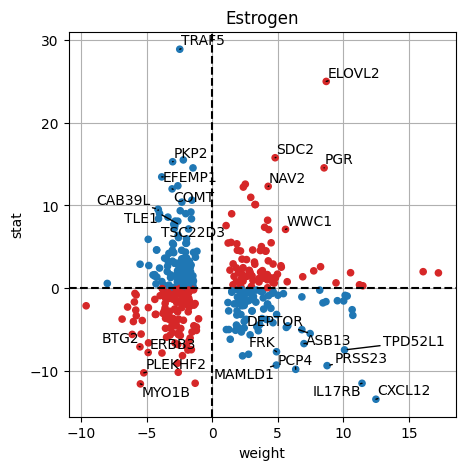 Estrogen
30
TRAF5
ELOVL2
20
SDC2
PKP2
PGR
EFEMP1
NAV2
CAB39L
COMT
10
TLE1
WWC1
TSC22D3
stat
0
DEPTOR
BTG2
ERBB3
FRK
ASB13
TPD52L1
PLEKHF2
PCP4
PRSS23
−10
MAMLD1
MYO1B
IL17RB
CXCL12
−10
−5
0
5
10
15
weight